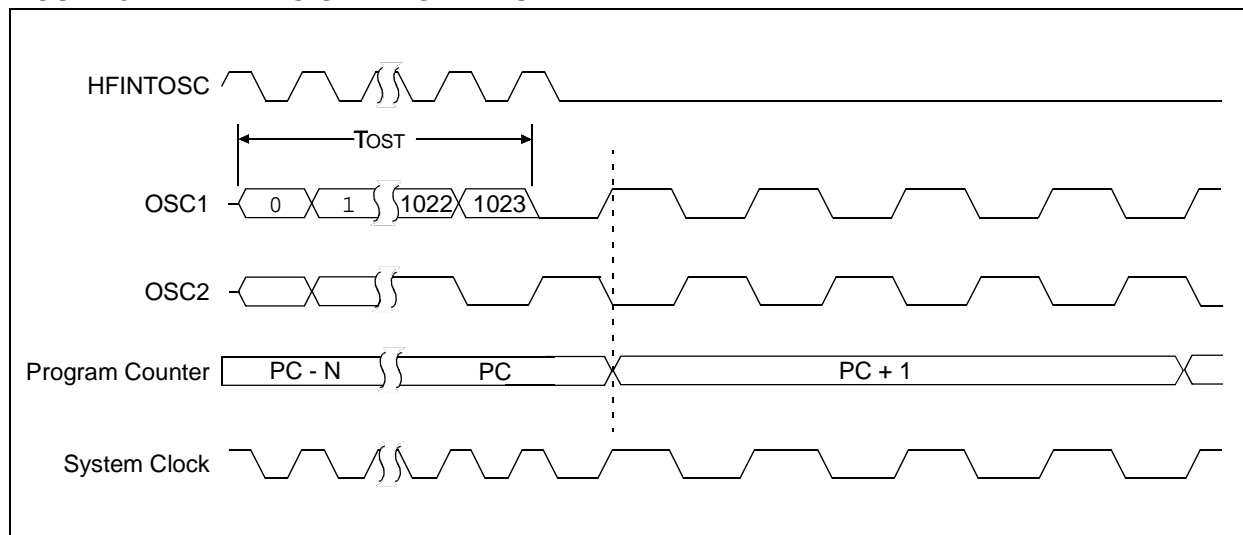 HFINTOSC
TOST
OSC1 0 1 1022 1023
OSC2
Program Counter PC - N PC PC + 1
System Clock